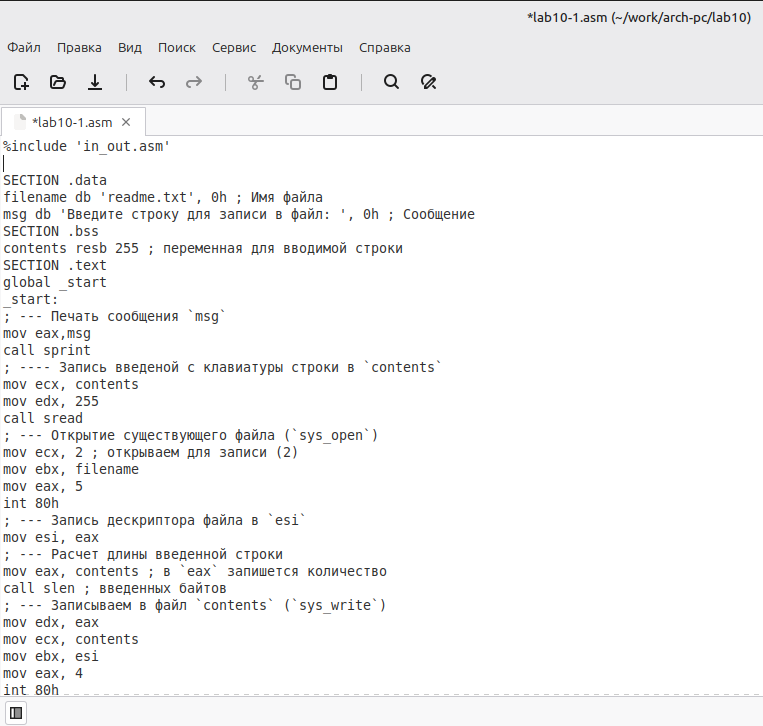 *lab10-1.asm (~/work/arch-pc/lab10)
Файл Правка Вид Поиск Сервис Документы Справка
*lab10-1.asm
%include 'in_out.asm'
SECTION .data
filename db 'readme.txt', 0h ; Имя файла
msg db 'Введите строку для записи в файл: ', 0h ; Сообщение
SECTION .bss
contents resb 255 ; переменная для вводимой строки
SECTION .text
global _start
_start:
; --- Печать сообщения `msg`
mov eax,msg
call sprint
; ---- Запись введеной с клавиатуры строки в `contents`
mov ecx, contents
mov edx, 255
call sread
; --- Открытие существующего файла (`sys_open`)
mov ecx, 2 ; открываем для записи (2)
mov ebx, filename
mov eax, 5
int 80h
; --- Запись дескриптора файла в `esi`
mov esi, eax
; --- Расчет длины введенной строки
mov eax, contents ; в `eax` запишется количество
call slen ; введенных байтов
; --- Записываем в файл `contents` (`sys_write`)
mov edx, eax
mov ecx, contents
mov ebx, esi
mov eax, 4
int 80h